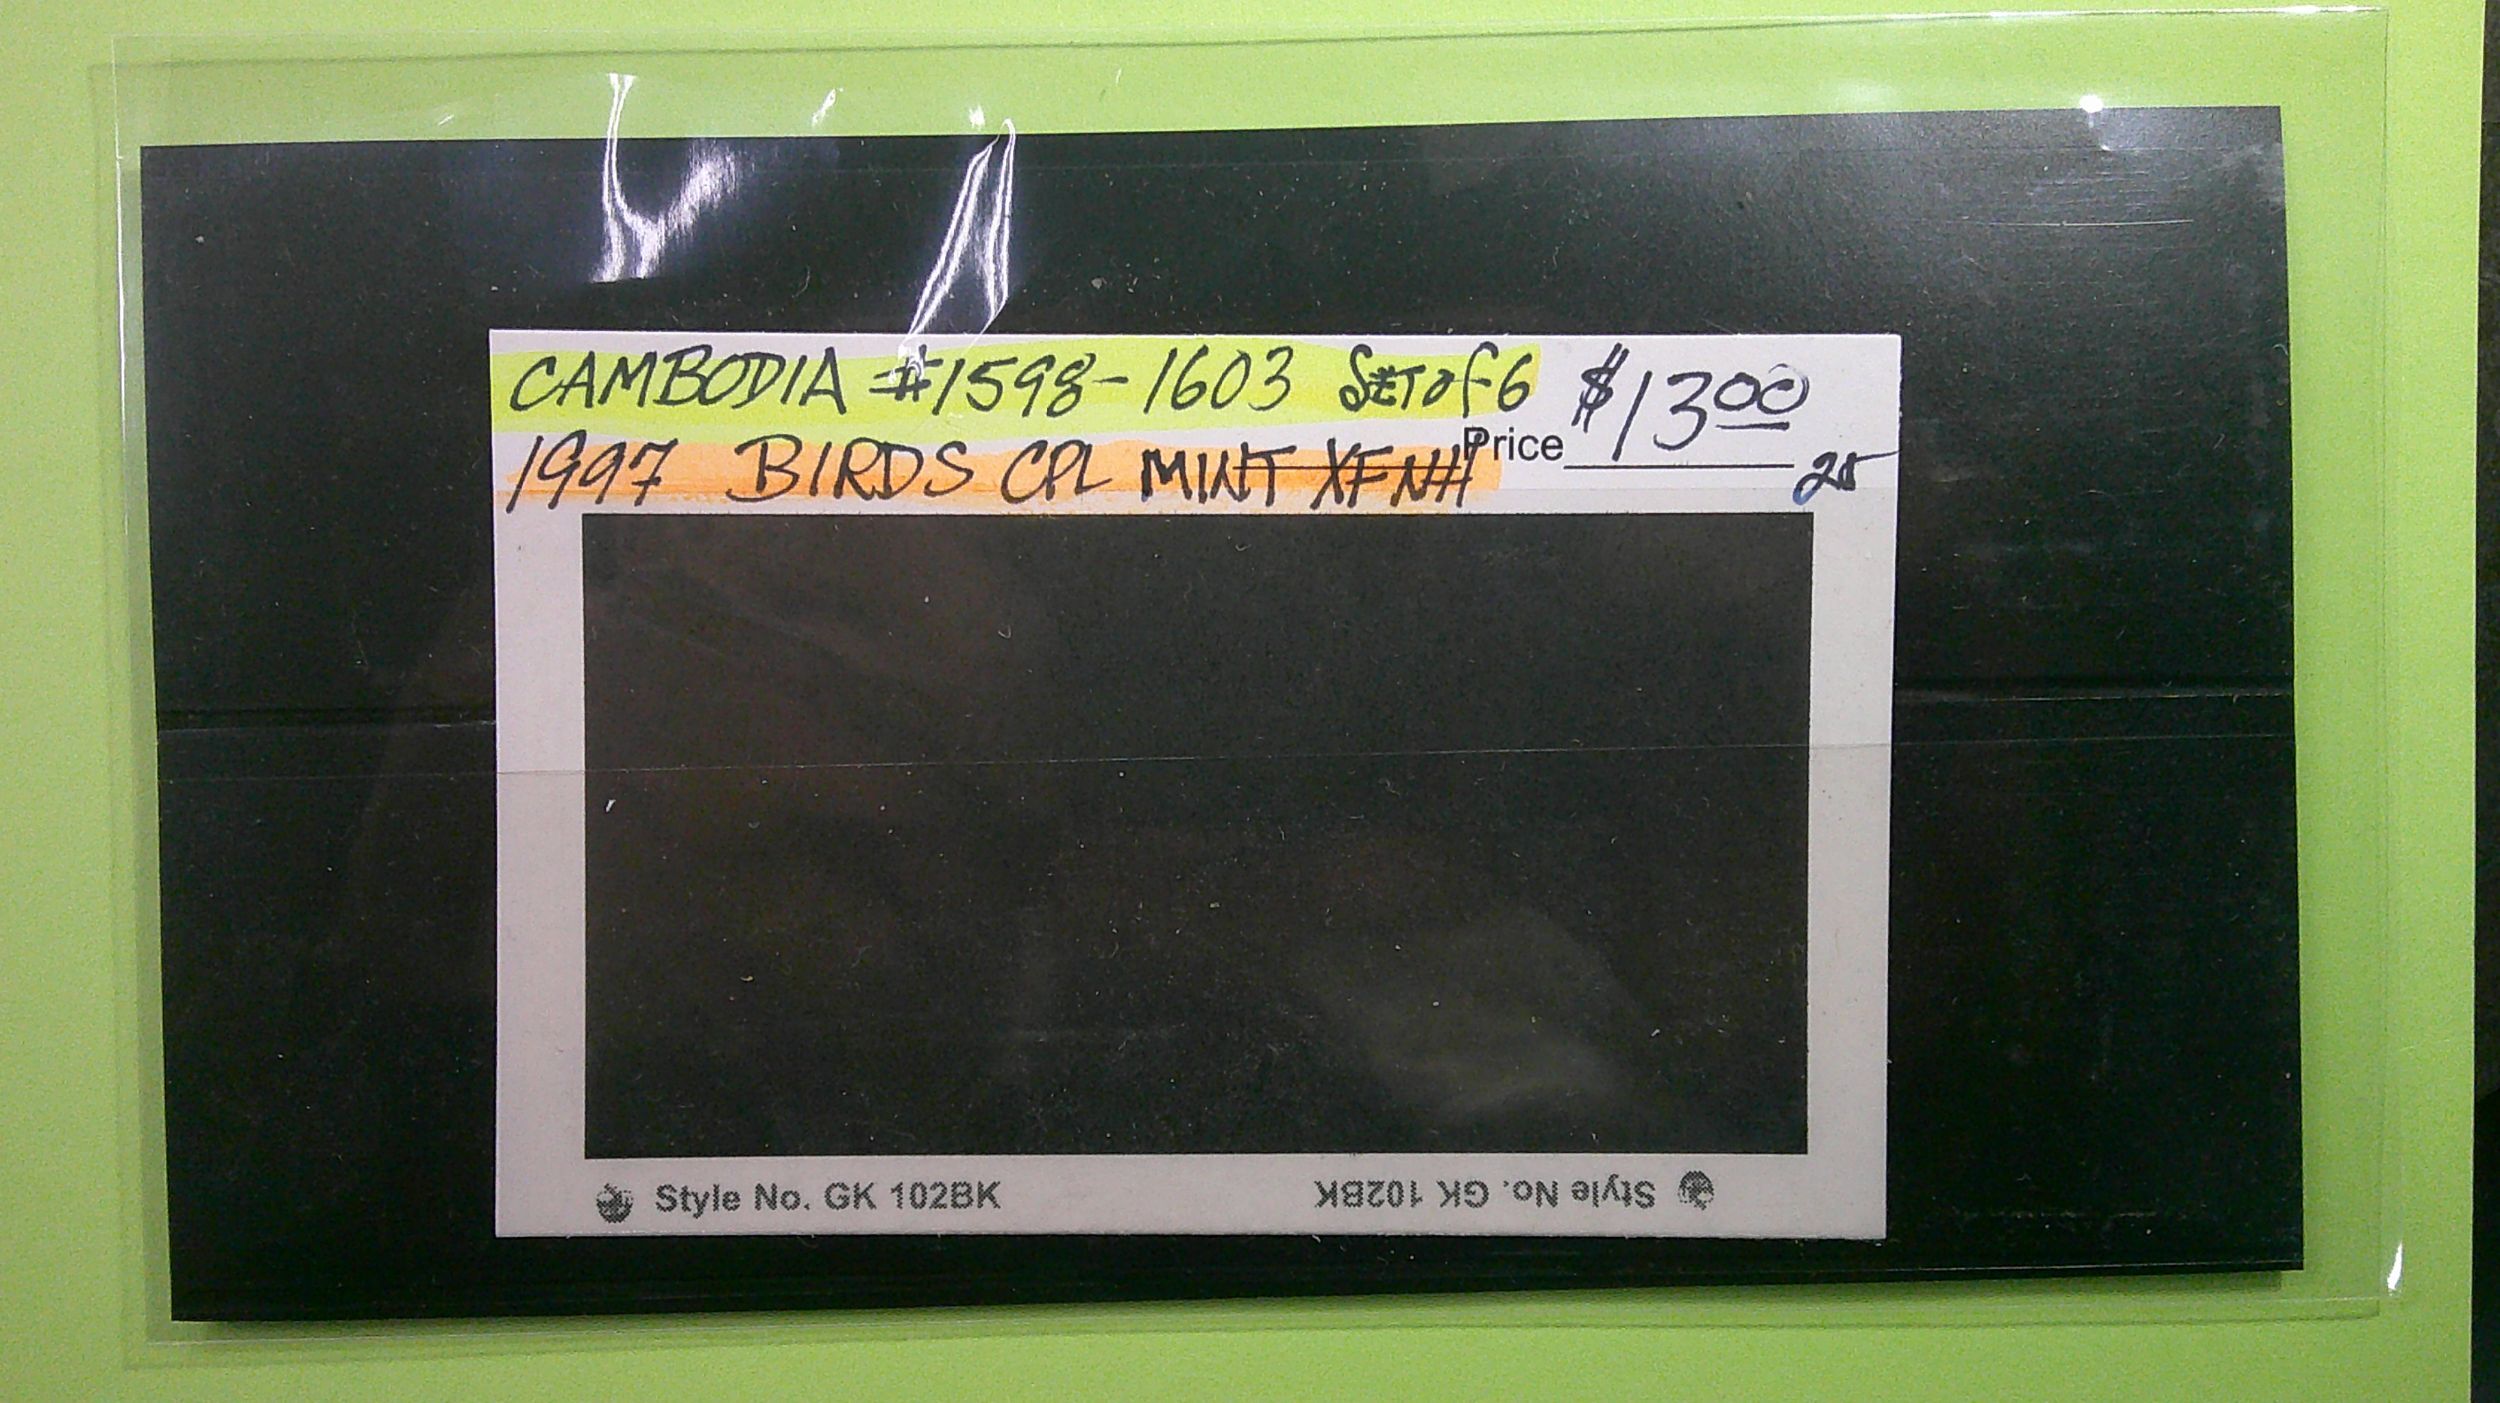 CAMBODIA #1598-1603 SET OF 6 $13.00
1997 BIRDS CPL MINT XFNH Price 25
Style No. GK 102BK
Style No. GK 102BK